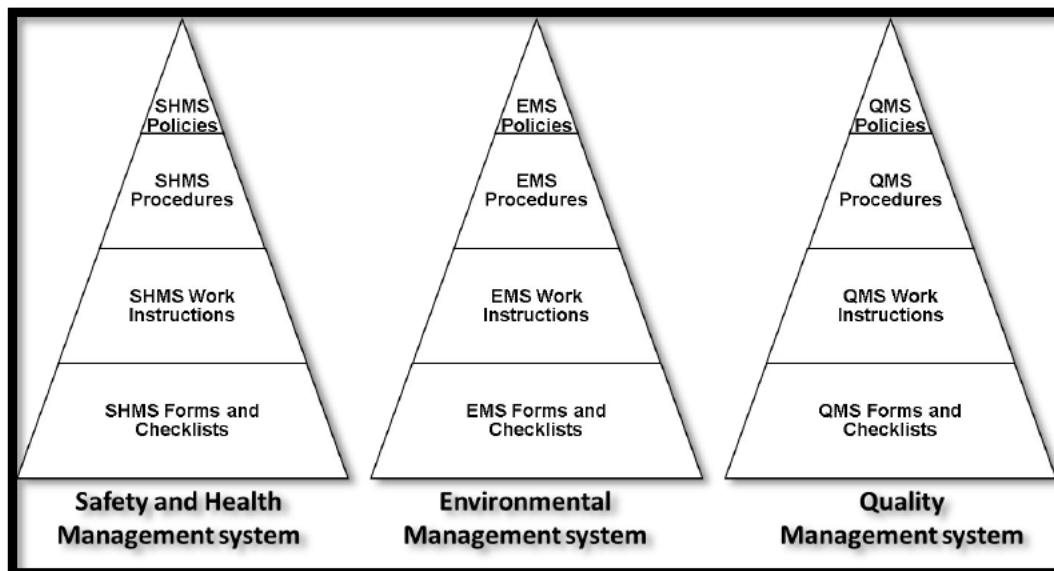 SHMS
Policies
SHMS
Procedures
SHMS Work
Instructions
SHMS Forms and
Checklists
Safety and Health
Management system
EMS
Policies
EMS
Procedures
EMS Work
Instructions
EMS Forms and
Checklists
Environmental
Management system
QMS
Policies
QMS
Procedures
QMS Work
Instructions
QMS Forms and
Checklists
Quality
Management system